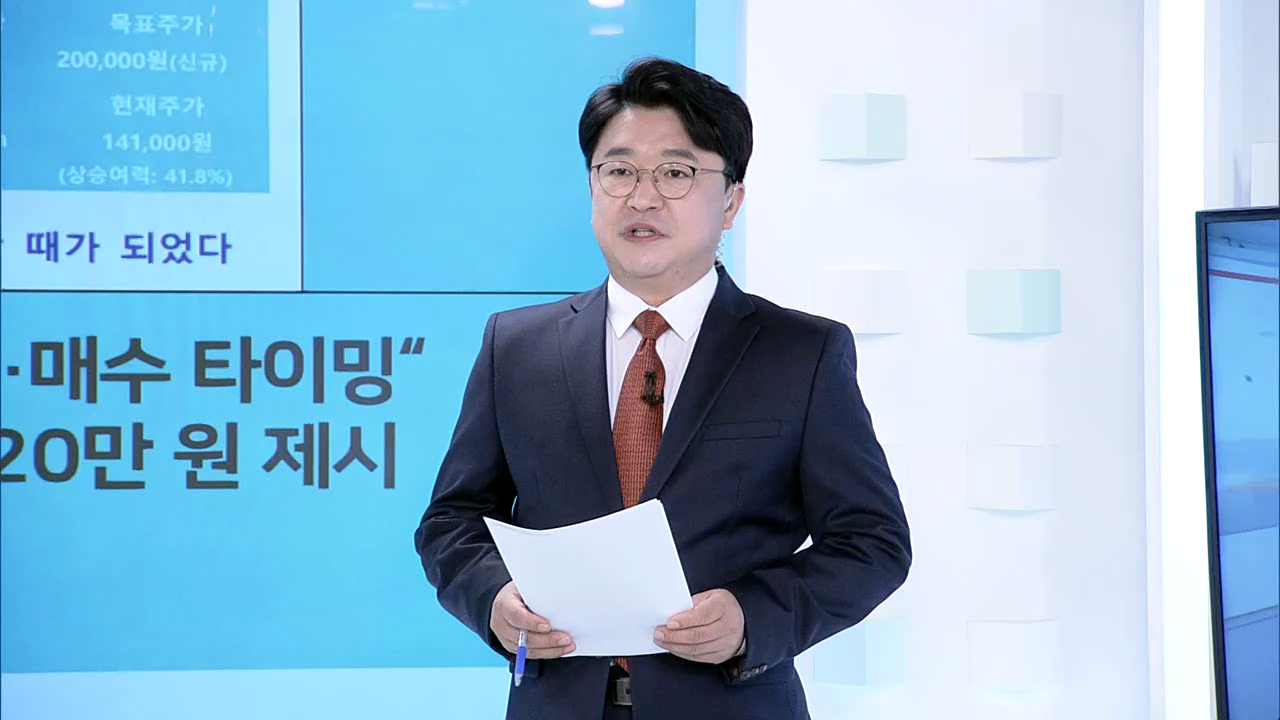 목표주가
200,000원(신규)
현재주가
141,000원
(상승여력: 41.8%)
때가 되었다
·매수 타이밍“
20만 원 제시